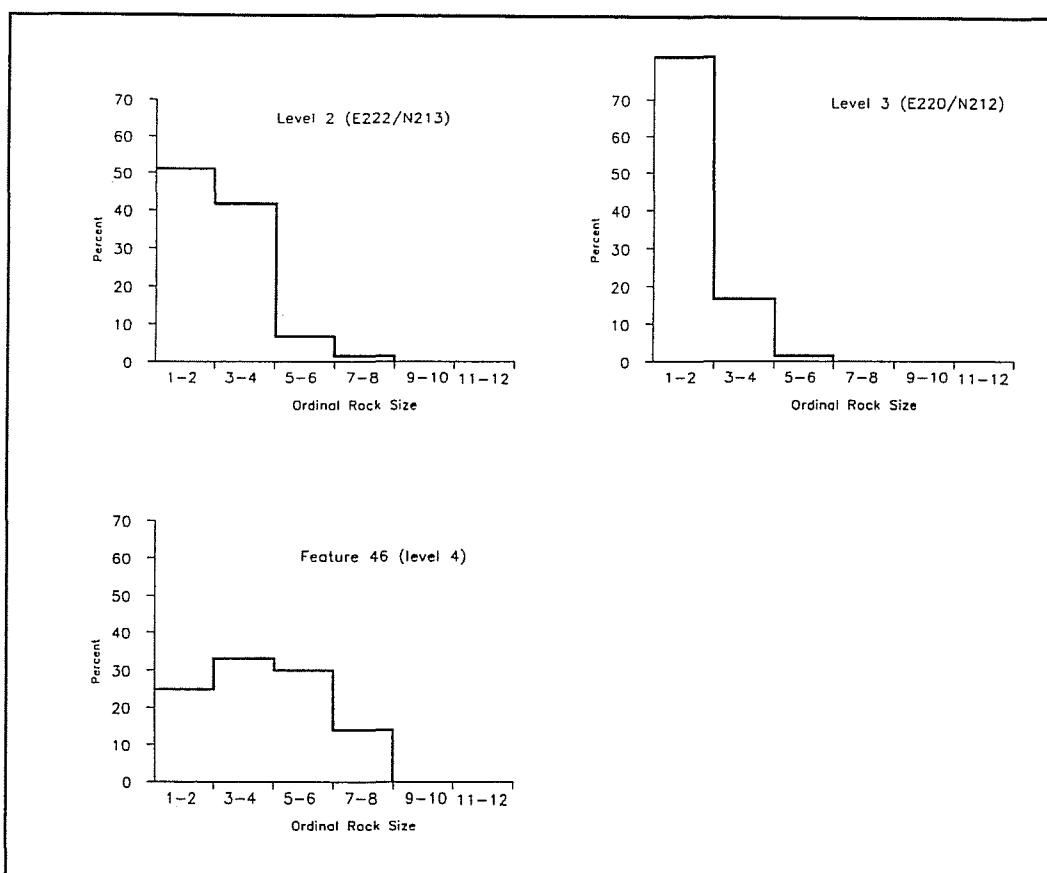 Level 2 (E222/N213)
70
60
50
40
30
20
10
0
Percent
1-2 3-4 5-6 7-8 9-10 11-12
Ordinal Rock Size
Level 3 (E220/N212)
70
60
50
40
30
20
10
0
Percent
1-2 3-4 5-6 7-8 9-10 11-12
Ordinal Rock Size
Feature 46 (level 4)
70
60
50
40
30
20
10
0
Percent
1-2 3-4 5-6 7-8 9-10 11-12
Ordinal Rock Size